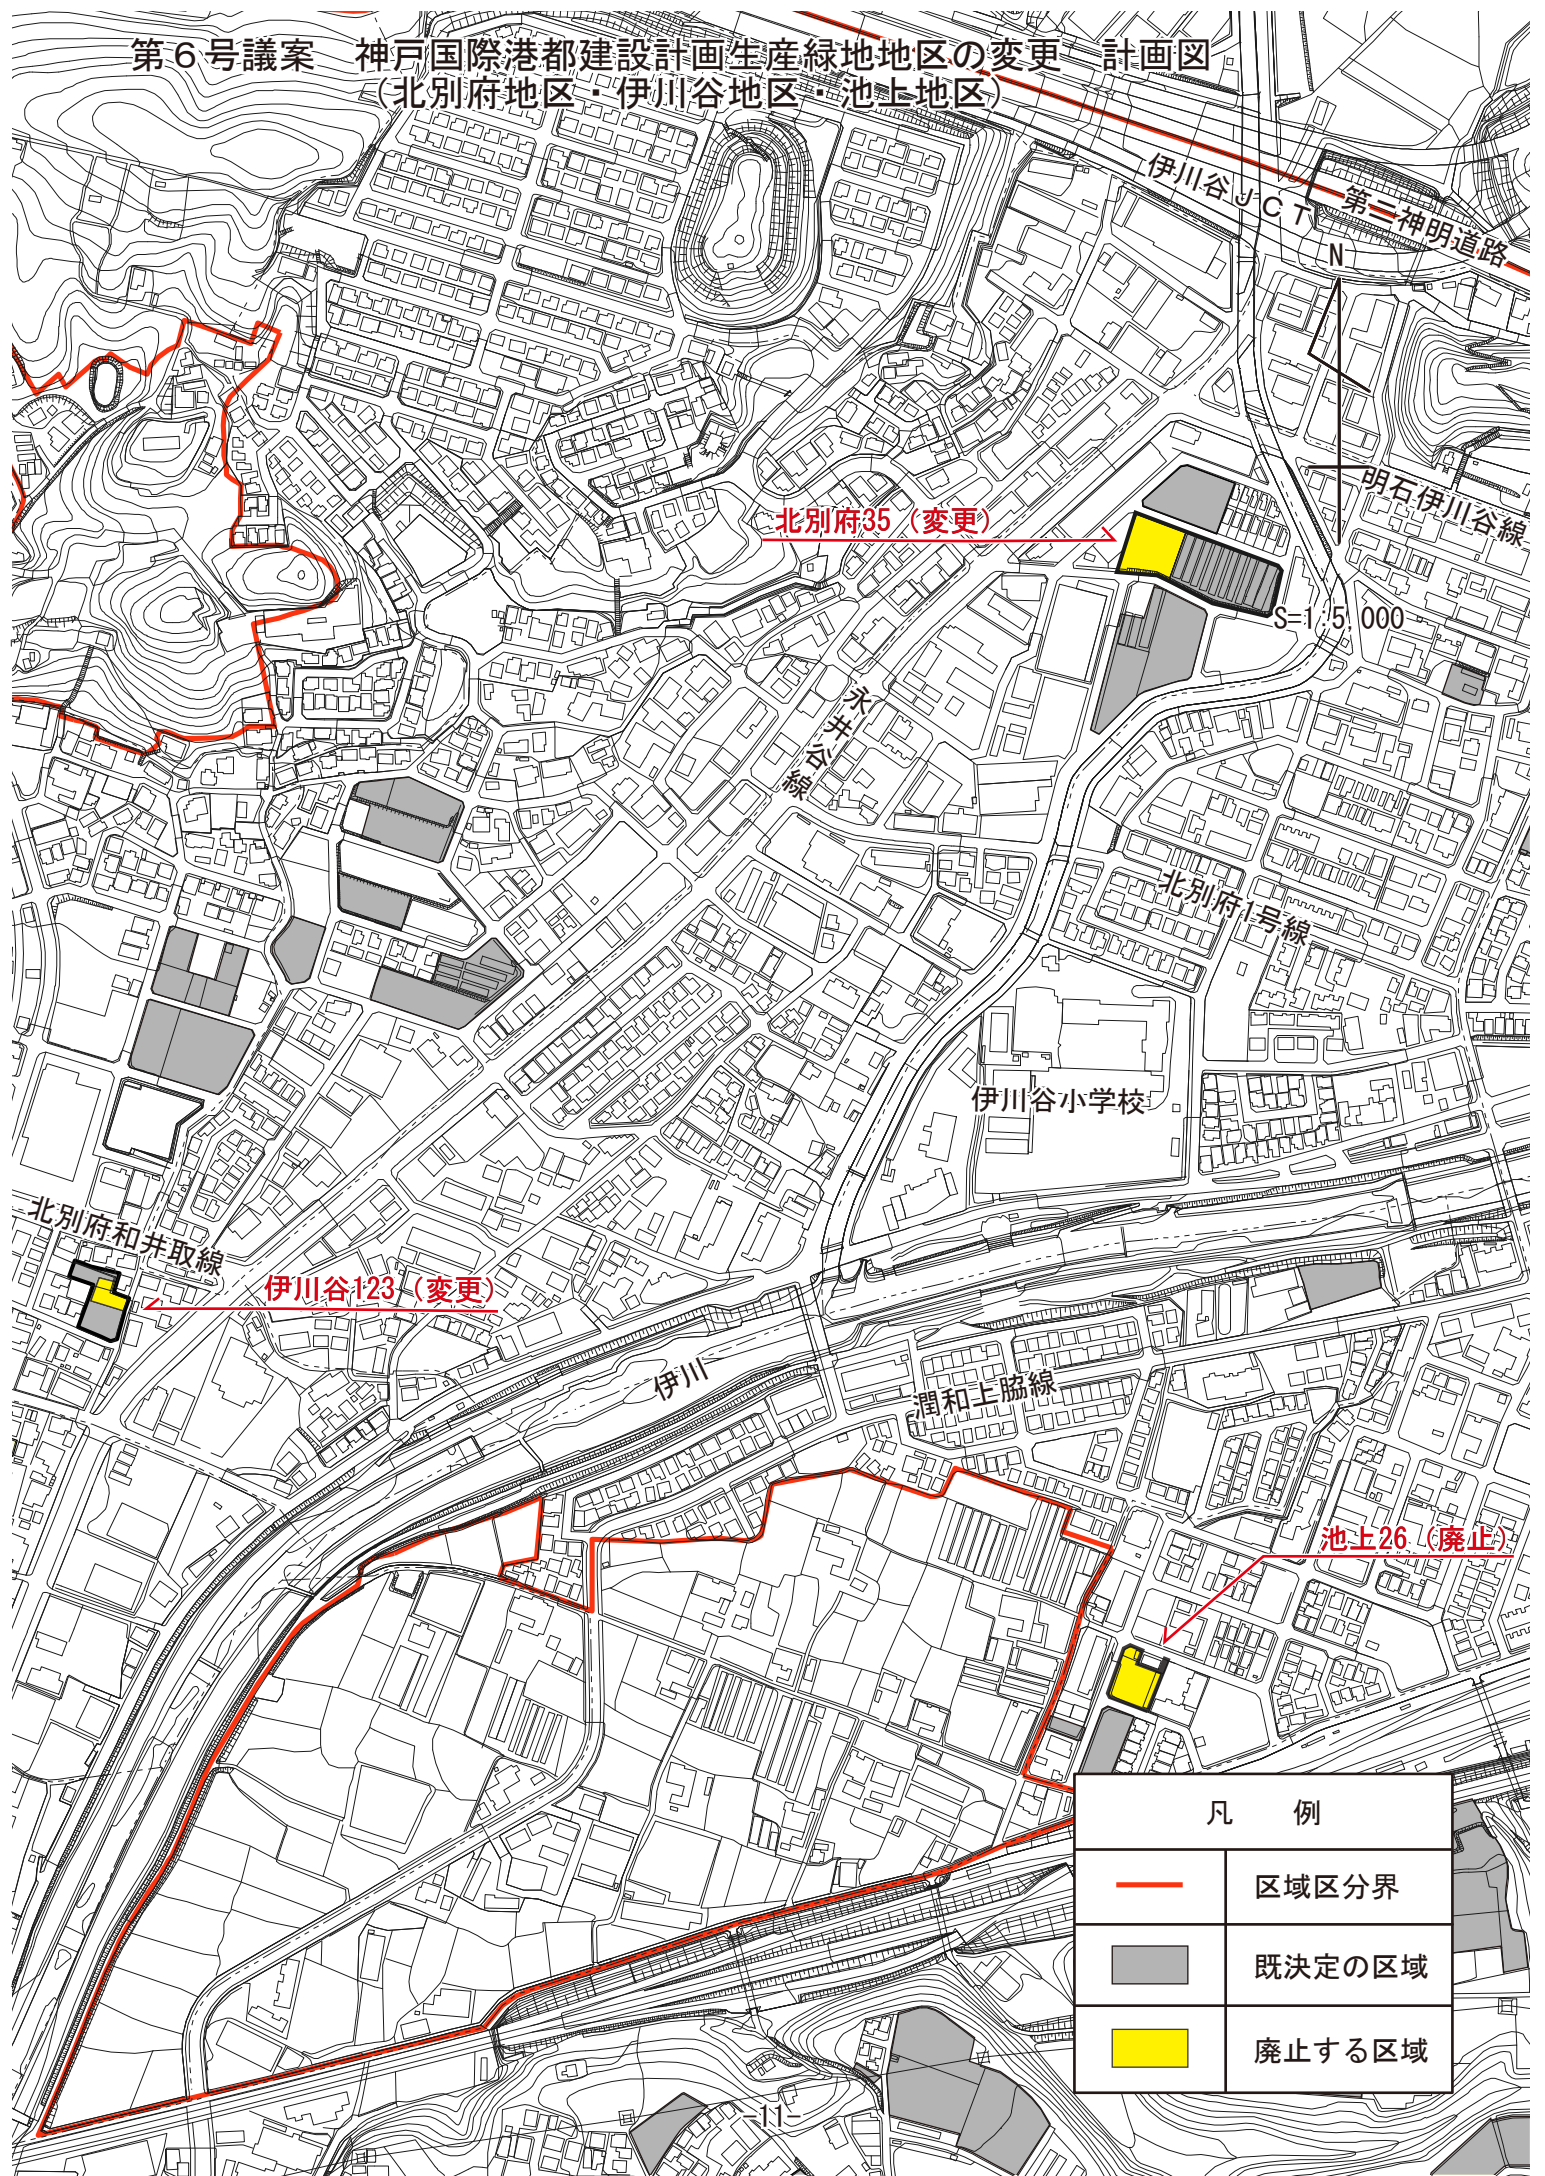 第６号議案　神戸国際港都建設計画生産緑地地区の変更　計画図
（北別府地区・伊川谷地区・池上地区）
伊川谷ＪＣＴ
第二神明道路
N
明石伊川谷線
北別府35（変更）
S=1:5,000
永井谷線
北別府1号線
伊川谷小学校
北別府和井取線
伊川谷123（変更）
伊川
潤和上脇線
池上26（廃止）
凡　例
区域区分界
既決定の区域
廃止する区域
-11-